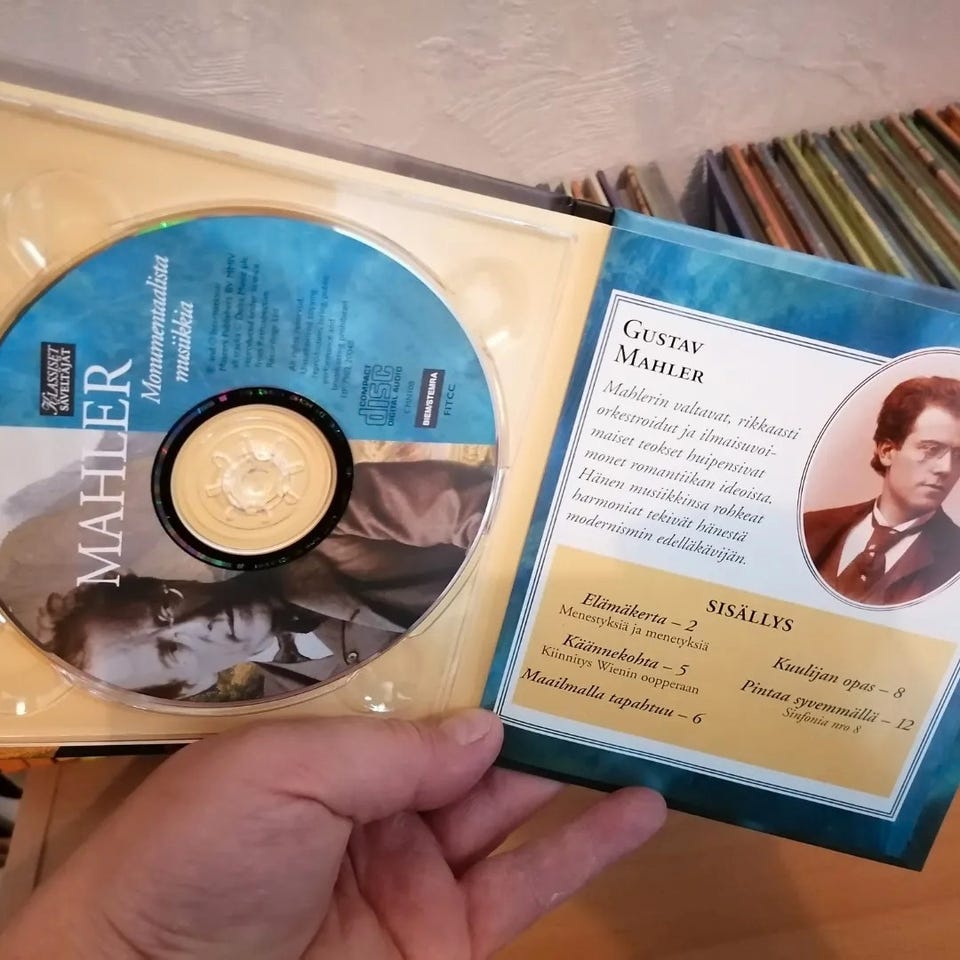 KLASSISET
SÄVELTÄJÄT
MAHLER
Monumentaalista
musiikkia
COMPACT
disc
DIGITAL AUDIO
BIEM/STEMRA
FITCC
GUSTAV
MAHLER
Mahlerin valtavat, rikkaasti
orkestroidut ja ilmaisuvoi-
maiset teokset huipensivat
monet romantiikan ideoista.
Hänen musiikkinsa rohkeat
harmoniat tekivät hänestä
modernismin edelläkävijän.
SISÄLLYS
Elämäkerta – 2
Menestyksiä ja menetyksiä
Käännekohta – 5
Kiinnitys Wienin oopperaan
Maailmalla tapahtuu – 6
Kuulijan opas – 8
Pintaa syvemmällä – 12
Sinfonia nro 8